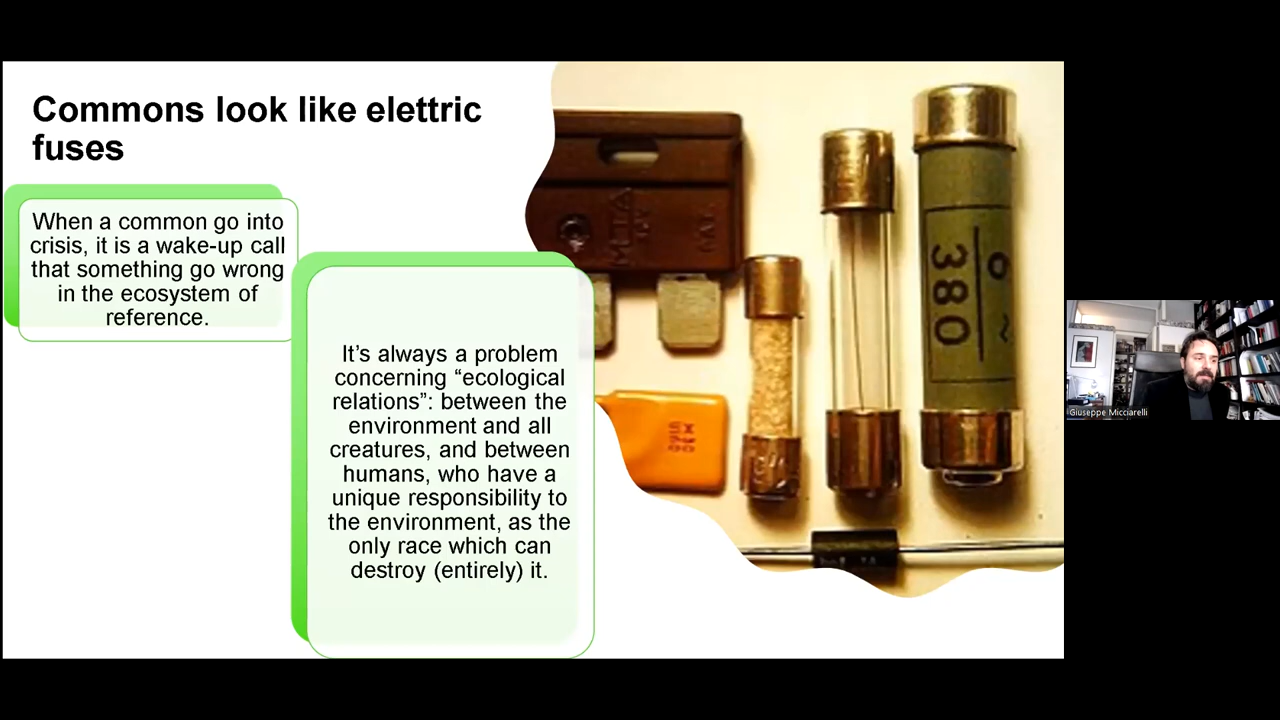 Commons look like elettric
fuses
When a common go into
crisis, it is a wake-up call
that something go wrong
in the ecosystem of
reference.
It’s always a problem
concerning “ecological
relations”: between the
environment and all
creatures, and between
humans, who have a
unique responsibility to
the environment, as the
only race which can
destroy (entirely) it.
META
380
Giuseppe Micciarelli